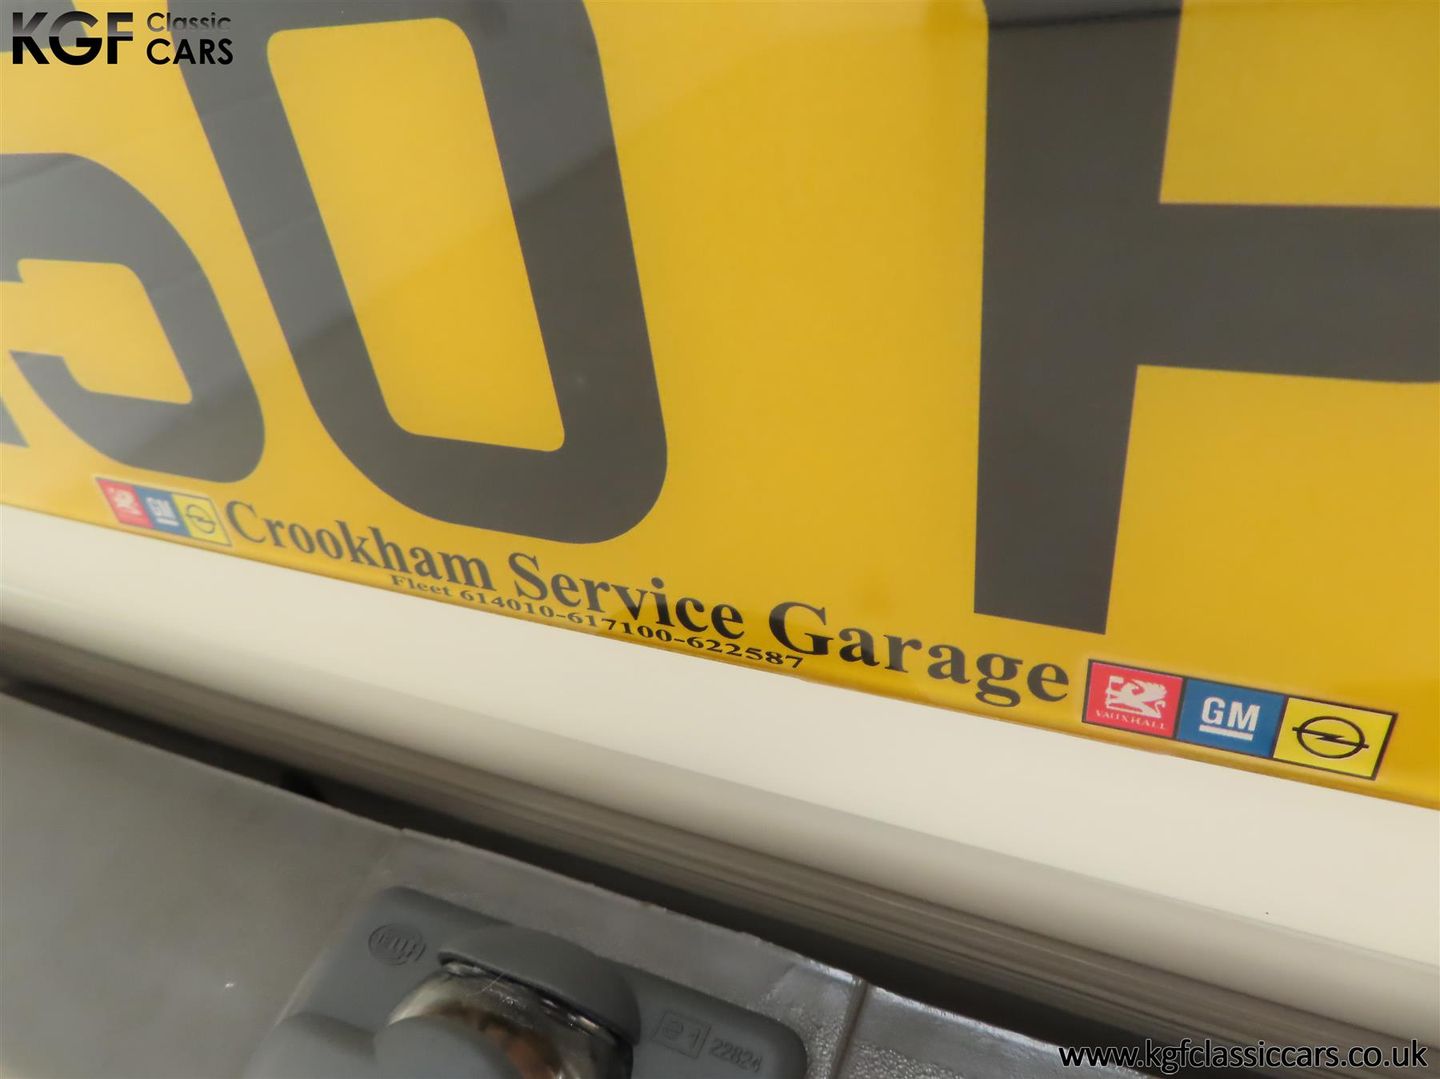 KGF Classic
CARS
50 H
GM
Crookham Service Garage
Fleet 614010-617100-622587
VAUXHALL
GM
e1 22824
www.kgfclassiccars.co.uk